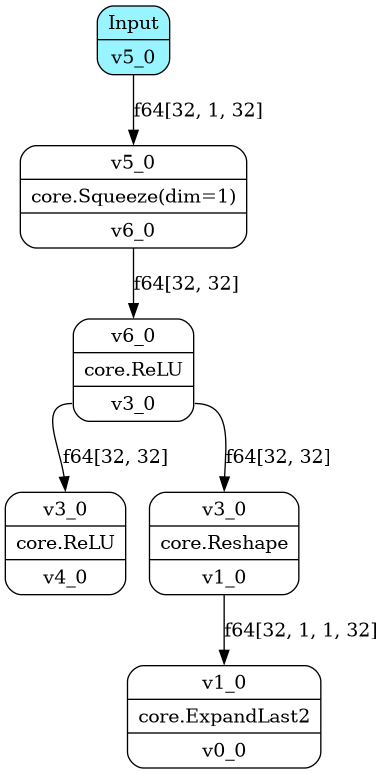 Input
v5_0
f64[32, 1, 32]
v5_0
core.Squeeze(dim=1)
v6_0
f64[32, 32]
v6_0
core.ReLU
v3_0
f64[32, 32]
f64[32, 32]
v3_0
core.ReLU
v4_0
v3_0
core.Reshape
v1_0
f64[32, 1, 1, 32]
v1_0
core.ExpandLast2
v0_0